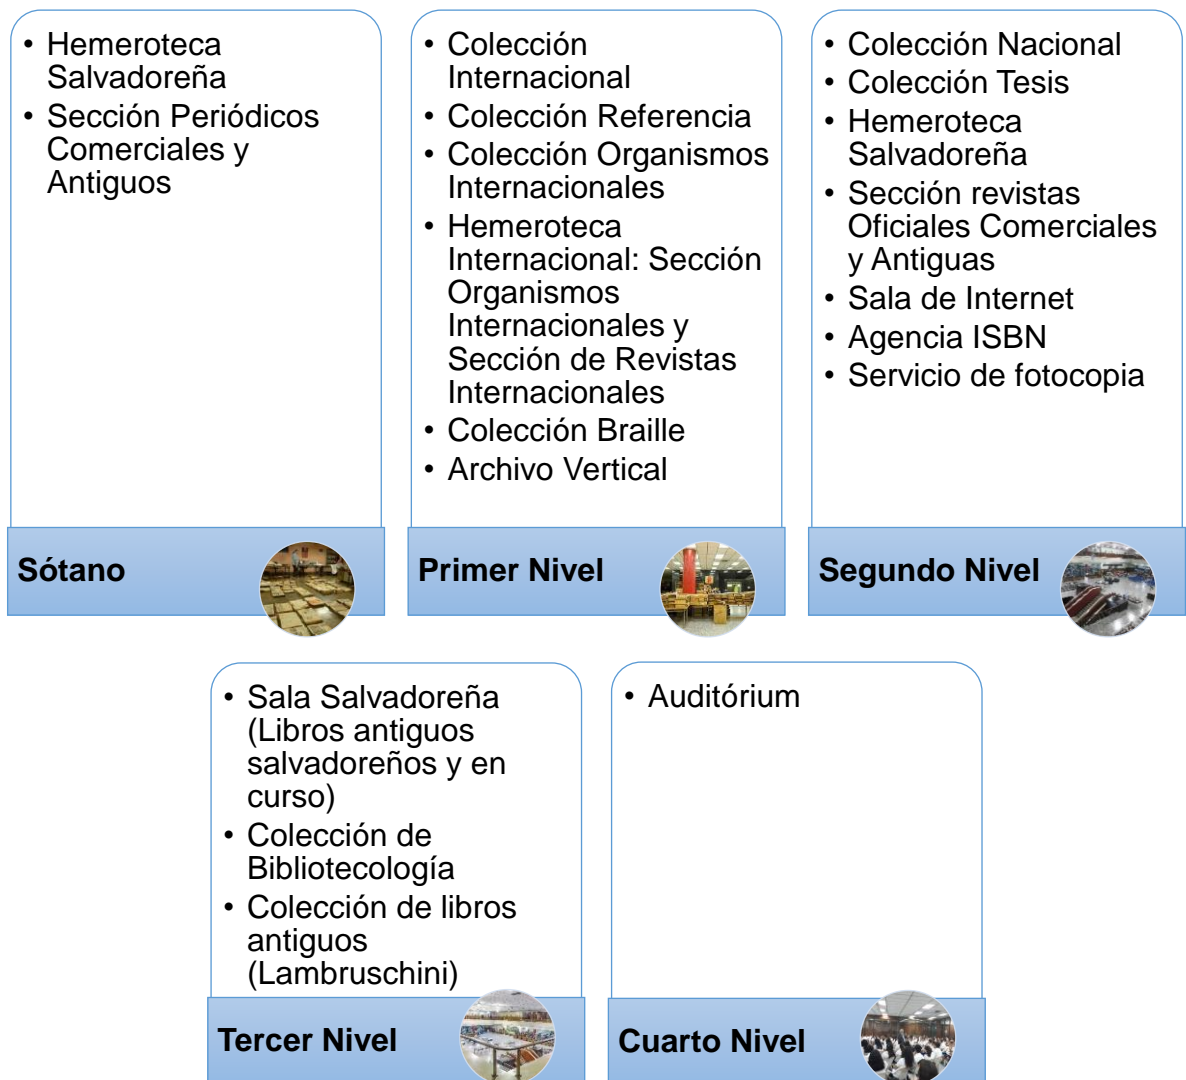 • Hemeroteca
Salvadoreña
• Sección Periódicos
Comerciales y
Antiguos
Sótano
• Colección
Internacional
• Colección Referencia
• Colección Organismos
Internacionales
• Hemeroteca
Internacional: Sección
Organismos
Internacionales y
Sección de Revistas
Internacionales
• Colección Braille
• Archivo Vertical
Primer Nivel
• Colección Nacional
• Colección Tesis
• Hemeroteca
Salvadoreña
• Sección revistas
Oficiales Comerciales
y Antiguas
• Sala de Internet
• Agencia ISBN
• Servicio de fotocopia
Segundo Nivel
• Sala Salvadoreña
(Libros antiguos
salvadoreños y en
curso)
• Colección de
Bibliotecología
• Colección de libros
antiguos
(Lambruschini)
Tercer Nivel
• Auditórium
Cuarto Nivel